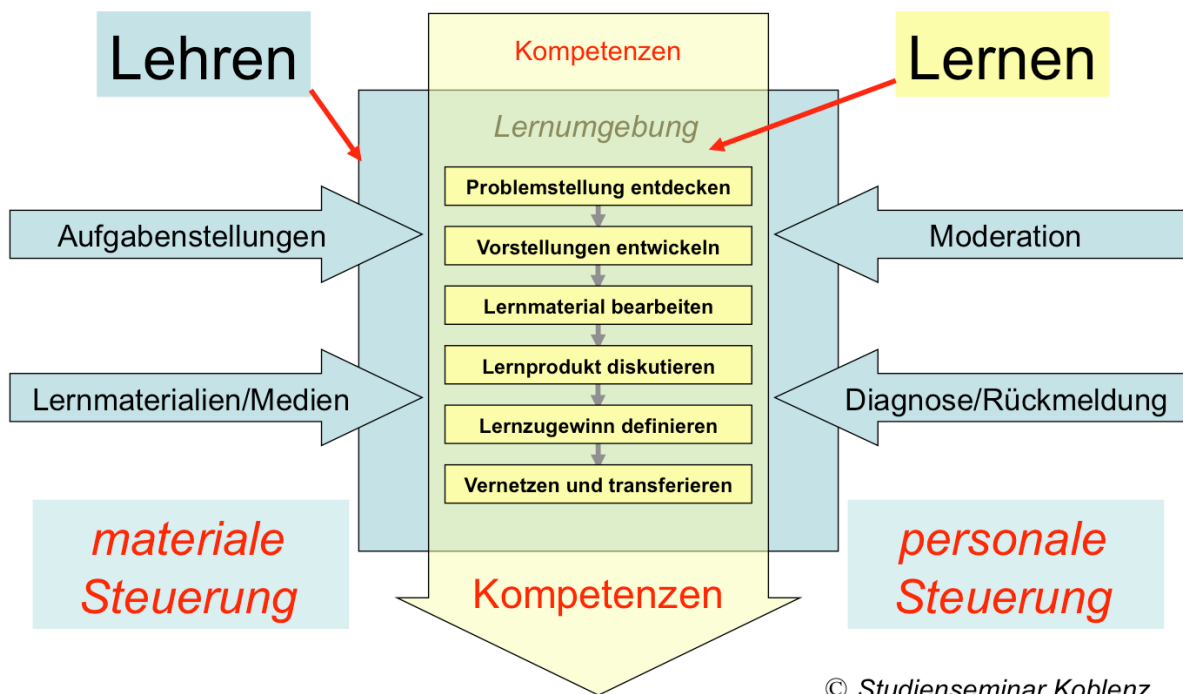 Lehren
Kompetenzen
Lernen
Lernumgebung
Problemstellung entdecken
Aufgabenstellungen
Vorstellungen entwickeln
Moderation
Lernmaterial bearbeiten
Lernprodukt diskutieren
Lernmaterialien/Medien
Diagnose/Rückmeldung
Lernzugewinn definieren
Vernetzen und transferieren
materiale
Steuerung
Kompetenzen
personale
Steuerung
© Studienseminar Koblenz